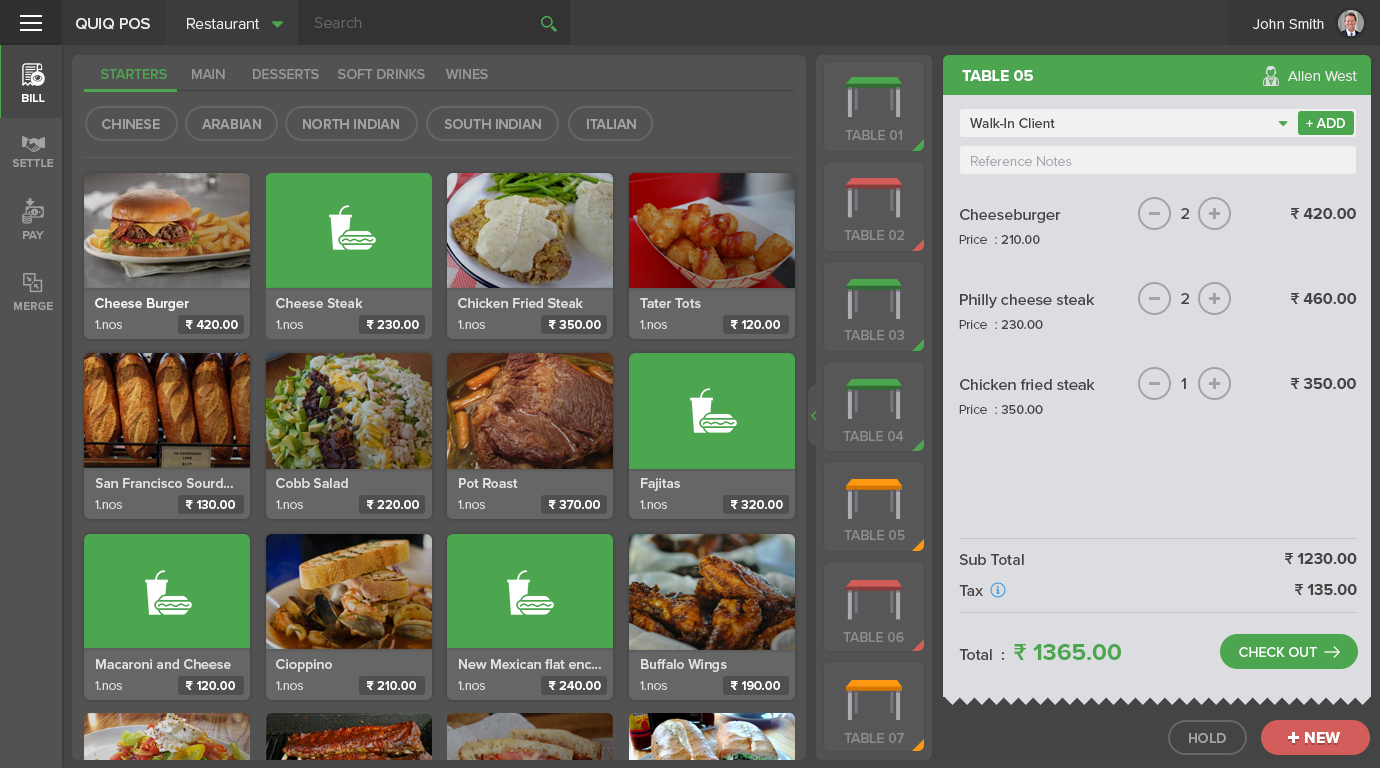 QUIQ POS
Restaurant
Search
John Smith
BILL
SETTLE
PAY
MERGE
STARTERS MAIN DESSERTS SOFT DRINKS WINES
CHINESE ARABIAN NORTH INDIAN SOUTH INDIAN ITALIAN
Cheese Burger
1.nos ₹ 420.00
Cheese Steak
1.nos ₹ 230.00
Chicken Fried Steak
1.nos ₹ 350.00
Tater Tots
1.nos ₹ 120.00
San Francisco Sourd...
1.nos ₹ 130.00
Cobb Salad
1.nos ₹ 220.00
Pot Roast
1.nos ₹ 370.00
Fajitas
1.nos ₹ 320.00
Macaroni and Cheese
1.nos ₹ 120.00
Cioppino
1.nos ₹ 210.00
New Mexican flat enc...
1.nos ₹ 240.00
Buffalo Wings
1.nos ₹ 190.00
TABLE 01
TABLE 02
TABLE 03
TABLE 04
TABLE 05
TABLE 06
TABLE 07
TABLE 05 Allen West
Walk-In Client + ADD
Reference Notes
Cheeseburger 2 ₹ 420.00
Price : 210.00
Philly cheese steak 2 ₹ 460.00
Price : 230.00
Chicken fried steak 1 ₹ 350.00
Price : 350.00
Sub Total ₹ 1230.00
Tax ₹ 135.00
Total : ₹ 1365.00 CHECK OUT
HOLD + NEW